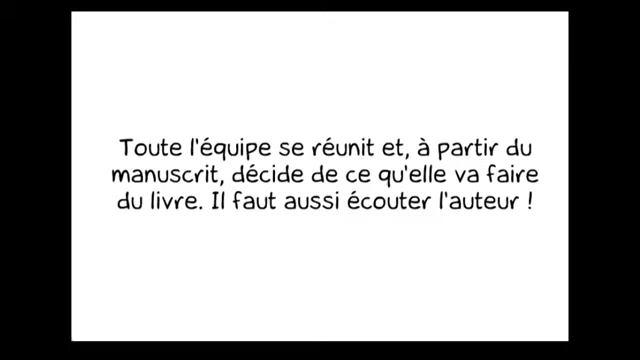 Toute l'équipe se réunit et, à partir du
manuscrit, décide de ce qu'elle va faire
du livre. Il faut aussi écouter l'auteur !